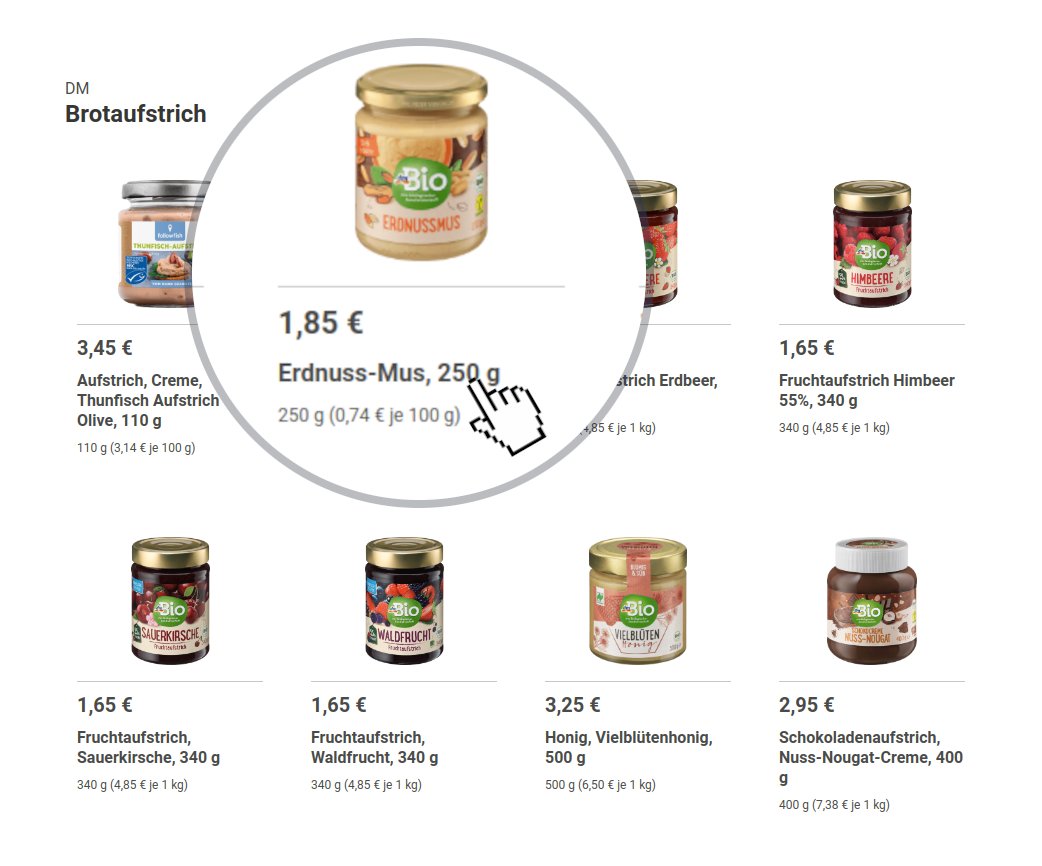 DM
Brotaufstrich
Bio
ERDNUSSMUS
followfish
THUNFISCH-AUFST
Bio
HIMBEERE
Fruchtaufstrich
1,85 €
Erdnuss-Mus, 250 g
250 g (0,74 € je 100 g)
3,45 €
Aufstrich, Creme,
Thunfisch Aufstrich
Olive, 110 g
110 g (3,14 € je 100 g)
strich Erdbeer,
4,85 € je 1 kg)
1,65 €
Fruchtaufstrich Himbeer
55%, 340 g
340 g (4,85 € je 1 kg)
Bio
SAUERKIRSCHE
Fruchtaufstrich
Bio
WALDFRUCHT
Fruchtaufstrich
BLUMIG
& SÜß
Bio
VIELBLÜTEN
Honig
Bio
SCHOKOCREME
NUSS-NOUGAT
1,65 €
Fruchtaufstrich,
Sauerkirsche, 340 g
340 g (4,85 € je 1 kg)
1,65 €
Fruchtaufstrich,
Waldfrucht, 340 g
340 g (4,85 € je 1 kg)
3,25 €
Honig, Vielblütenhonig,
500 g
500 g (6,50 € je 1 kg)
2,95 €
Schokoladenaufstrich,
Nuss-Nougat-Creme, 400
g
400 g (7,38 € je 1 kg)